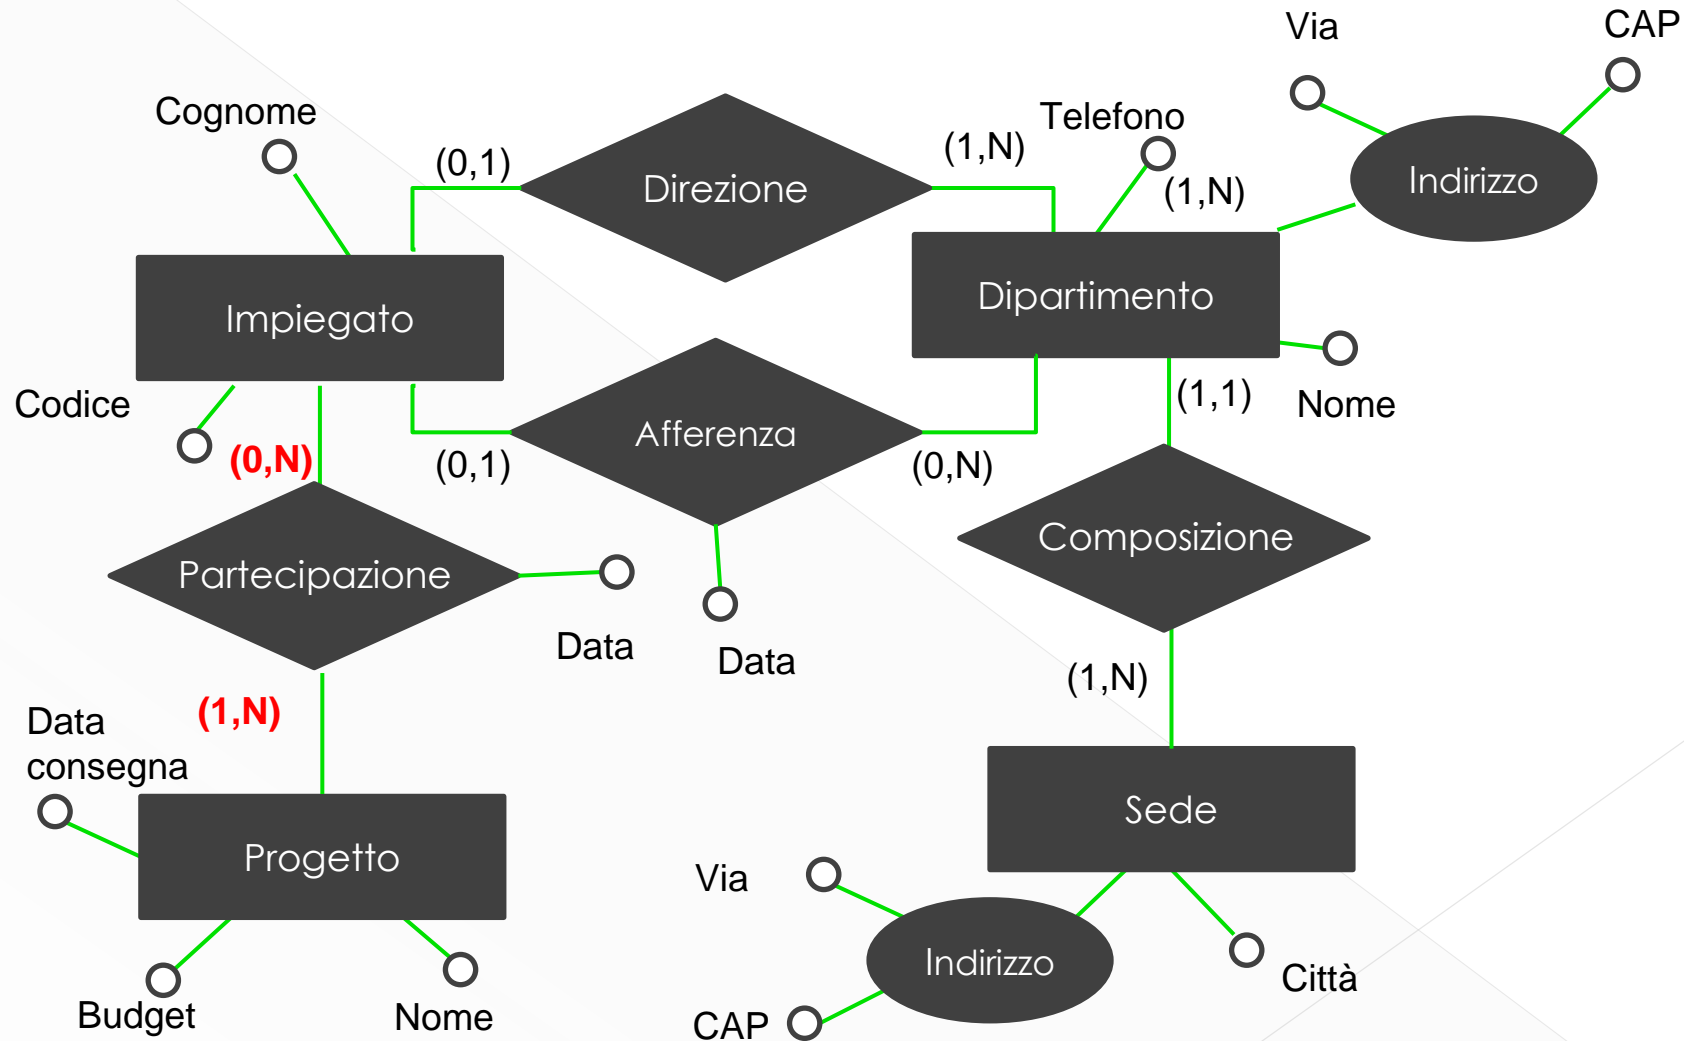 Via
CAP
Cognome
Telefono
(0,1)
Direzione
(1,N)
(1,N)
Indirizzo
Impiegato
Dipartimento
Codice
(0,N)
(0,1)
Afferenza
(0,N)
(1,1)
Nome
Partecipazione
Composizione
Data
Data
(1,N)
(1,N)
Data
consegna
Progetto
Sede
Via
Indirizzo
Città
Budget
Nome
CAP